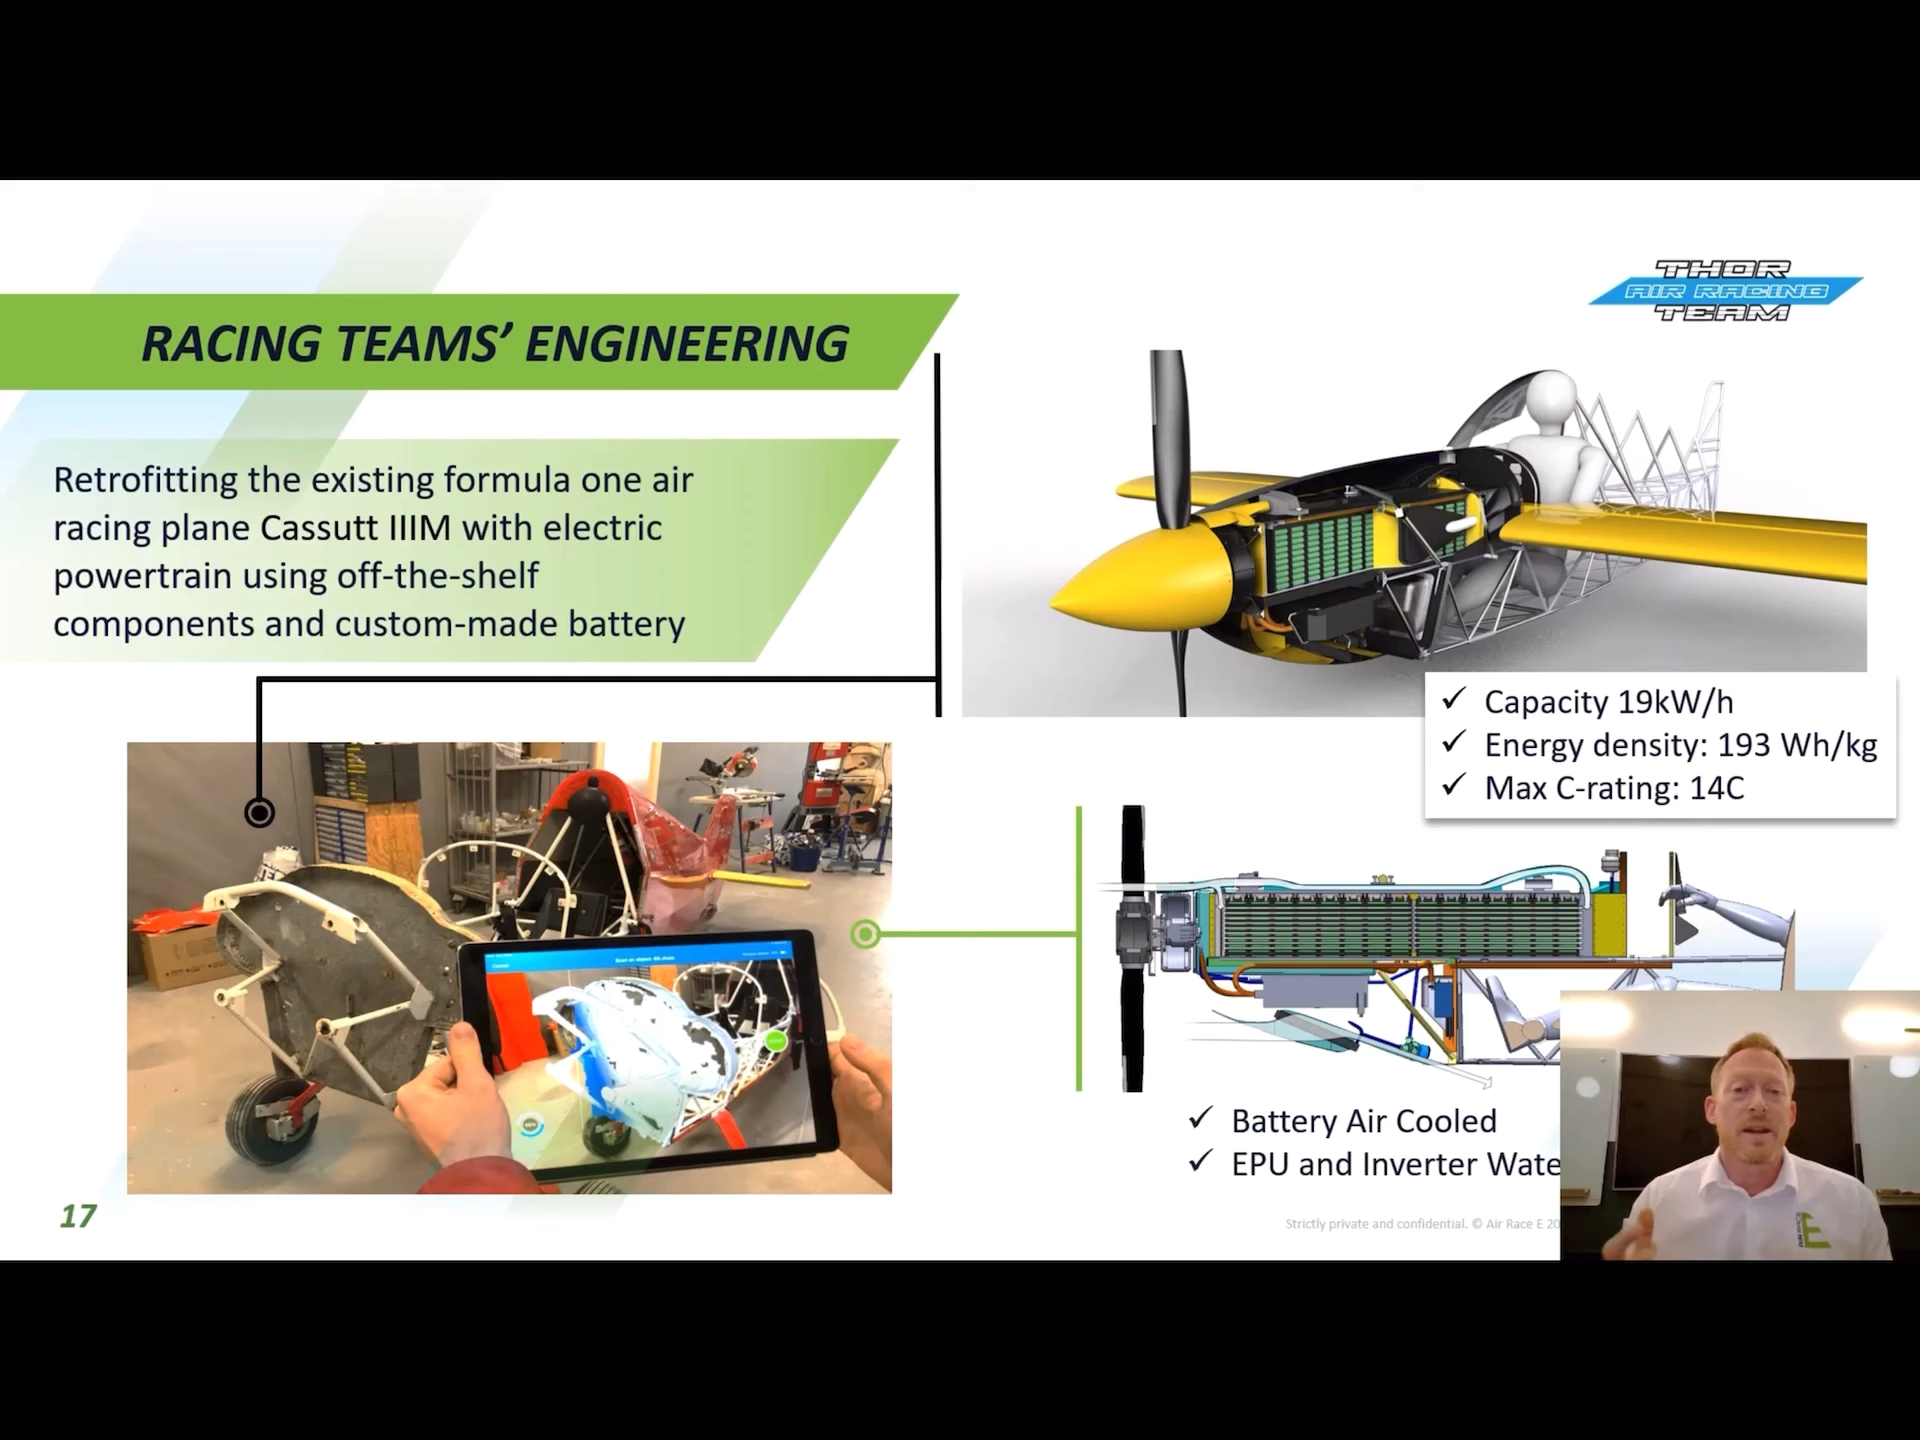 THOR
AIR RACING
TEAM
RACING TEAMS’ ENGINEERING
Retrofitting the existing formula one air
racing plane Cassutt IIIM with electric
powertrain using off-the-shelf
components and custom-made battery
✓ Capacity 19kW/h
✓ Energy density: 193 Wh/kg
✓ Max C-rating: 14C
✓ Battery Air Cooled
✓ EPU and Inverter Wate
17
Strictly private and confidential. © Air Race E 20
E